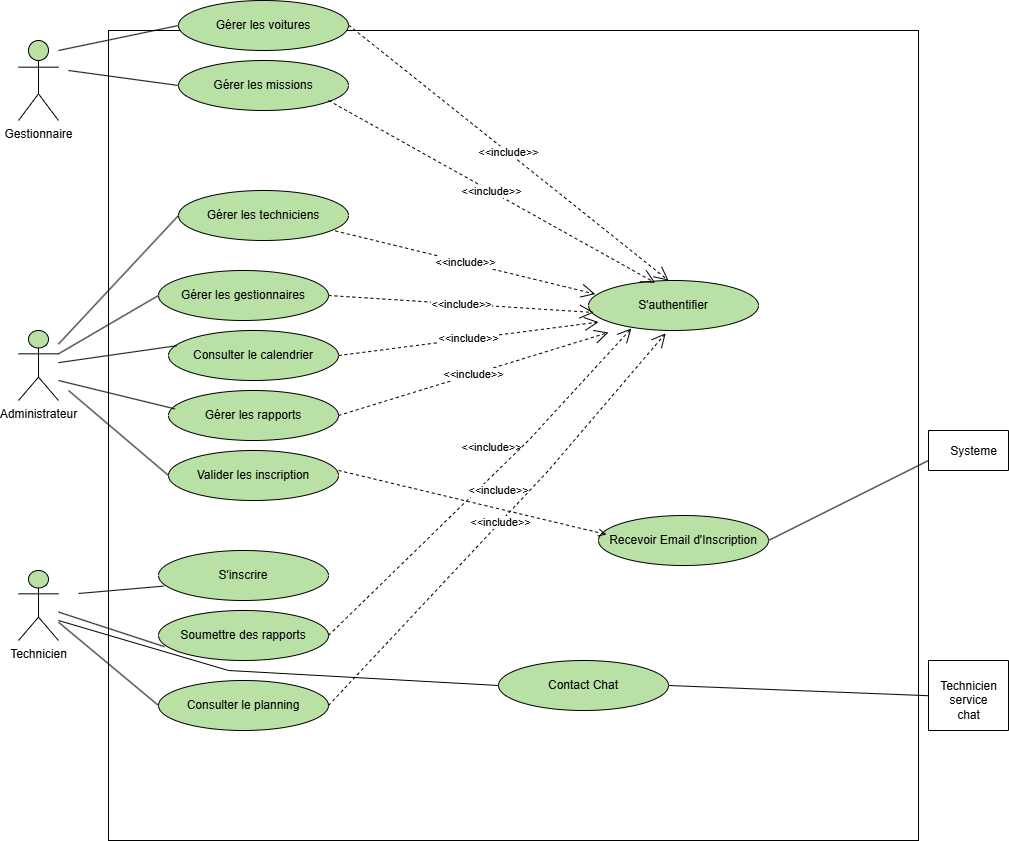 Gérer les voitures
Gestionnaire
Gérer les missions
<<include>>
<<include>>
Gérer les techniciens
<<include>>
Gérer les gestionnaires
<<include>>
S'authentifier
Administrateur
Consulter le calendrier
<<include>>
Gérer les rapports
<<include>>
Valider les inscription
<<include>>
<<include>>
<<include>>
Systeme
Recevoir Email d'Inscription
Technicien
S'inscrire
Soumettre des rapports
Consulter le planning
Contact Chat
Technicien
service
chat